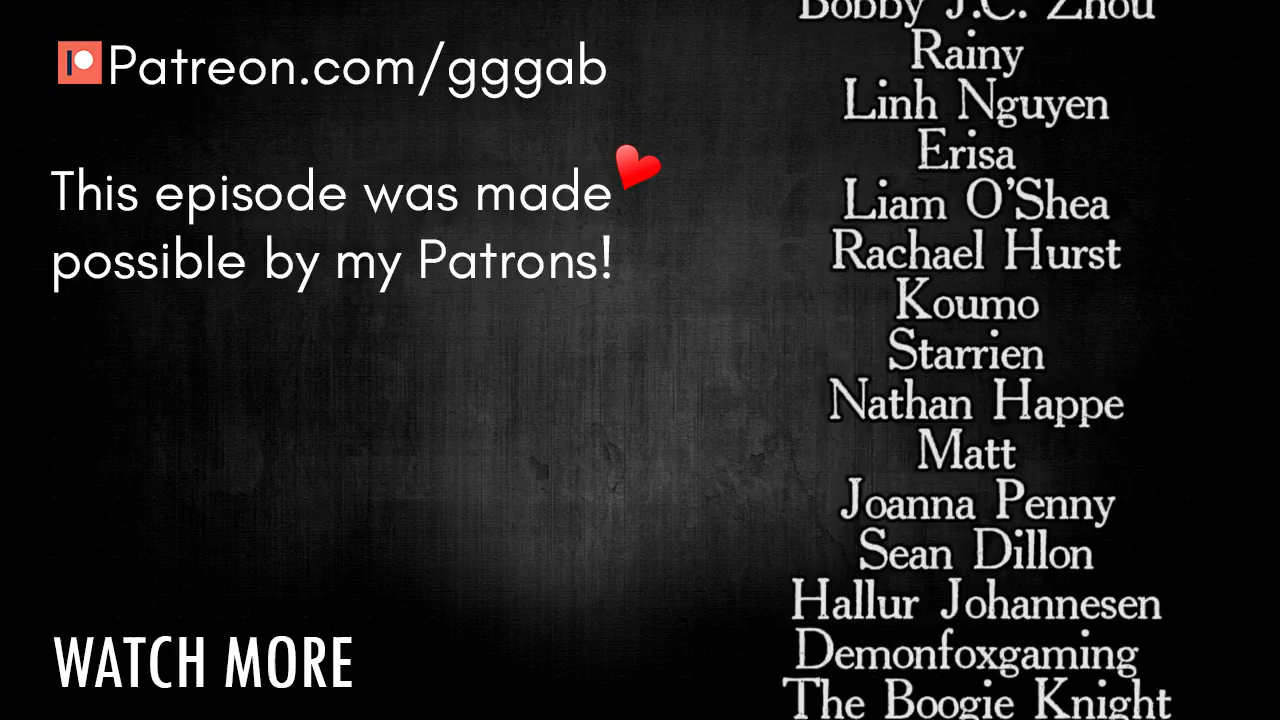 Patreon.com/gggab
This episode was made
possible by my Patrons!
WATCH MORE
Bobby J.C. Zhou
Rainy
Linh Nguyen
Erisa
Liam O'Shea
Rachael Hurst
Koumo
Starrien
Nathan Happe
Matt
Joanna Penny
Sean Dillon
Hallur Johannesen
Demonfoxgaming
The Boogie Knight